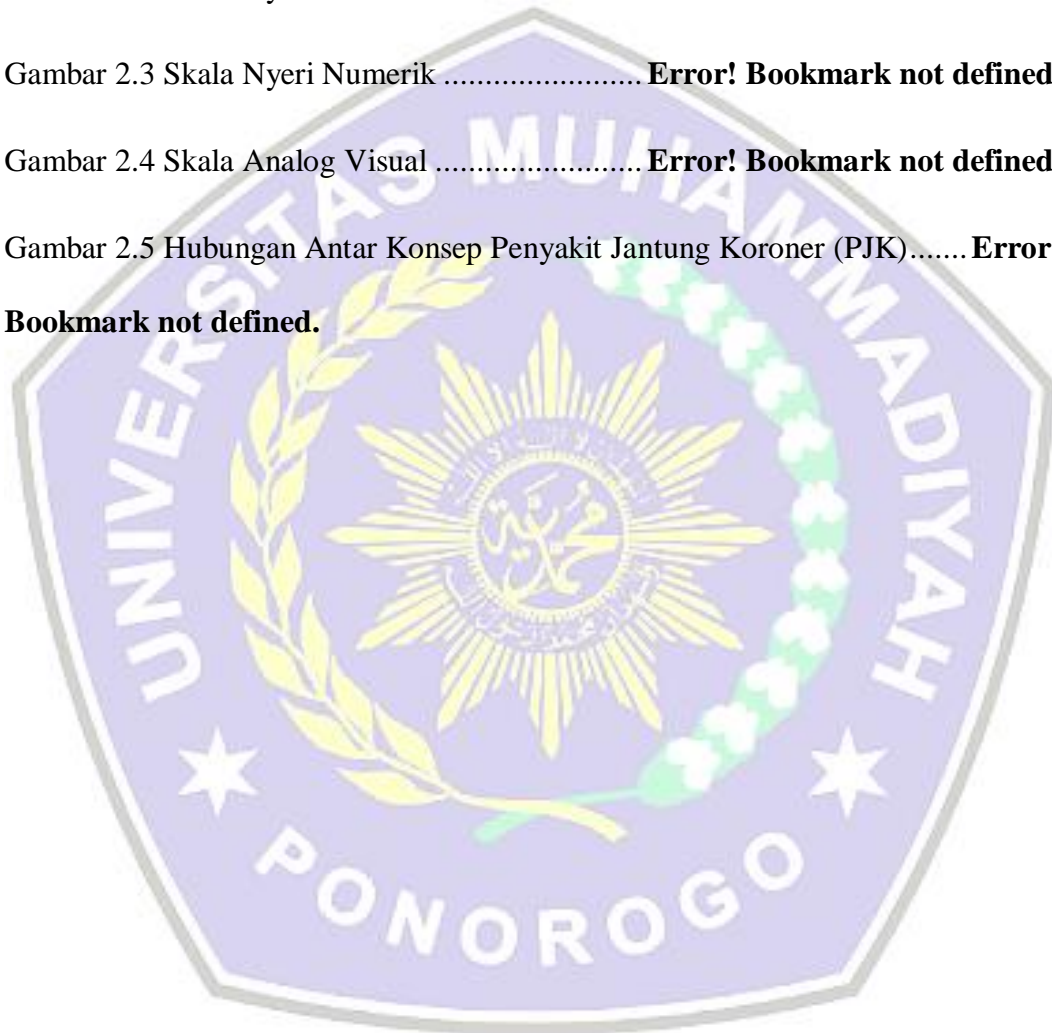 Gambar 2.3 Skala Nyeri Numerik ........................ Error! Bookmark not defined
Gambar 2.4 Skala Analog Visual ......................... Error! Bookmark not defined
Gambar 2.5 Hubungan Antar Konsep Penyakit Jantung Koroner (PJK)....... Error
Bookmark not defined.
UNIVERSITAS MUHAMMADIYAH
محمدية
PONOROGO